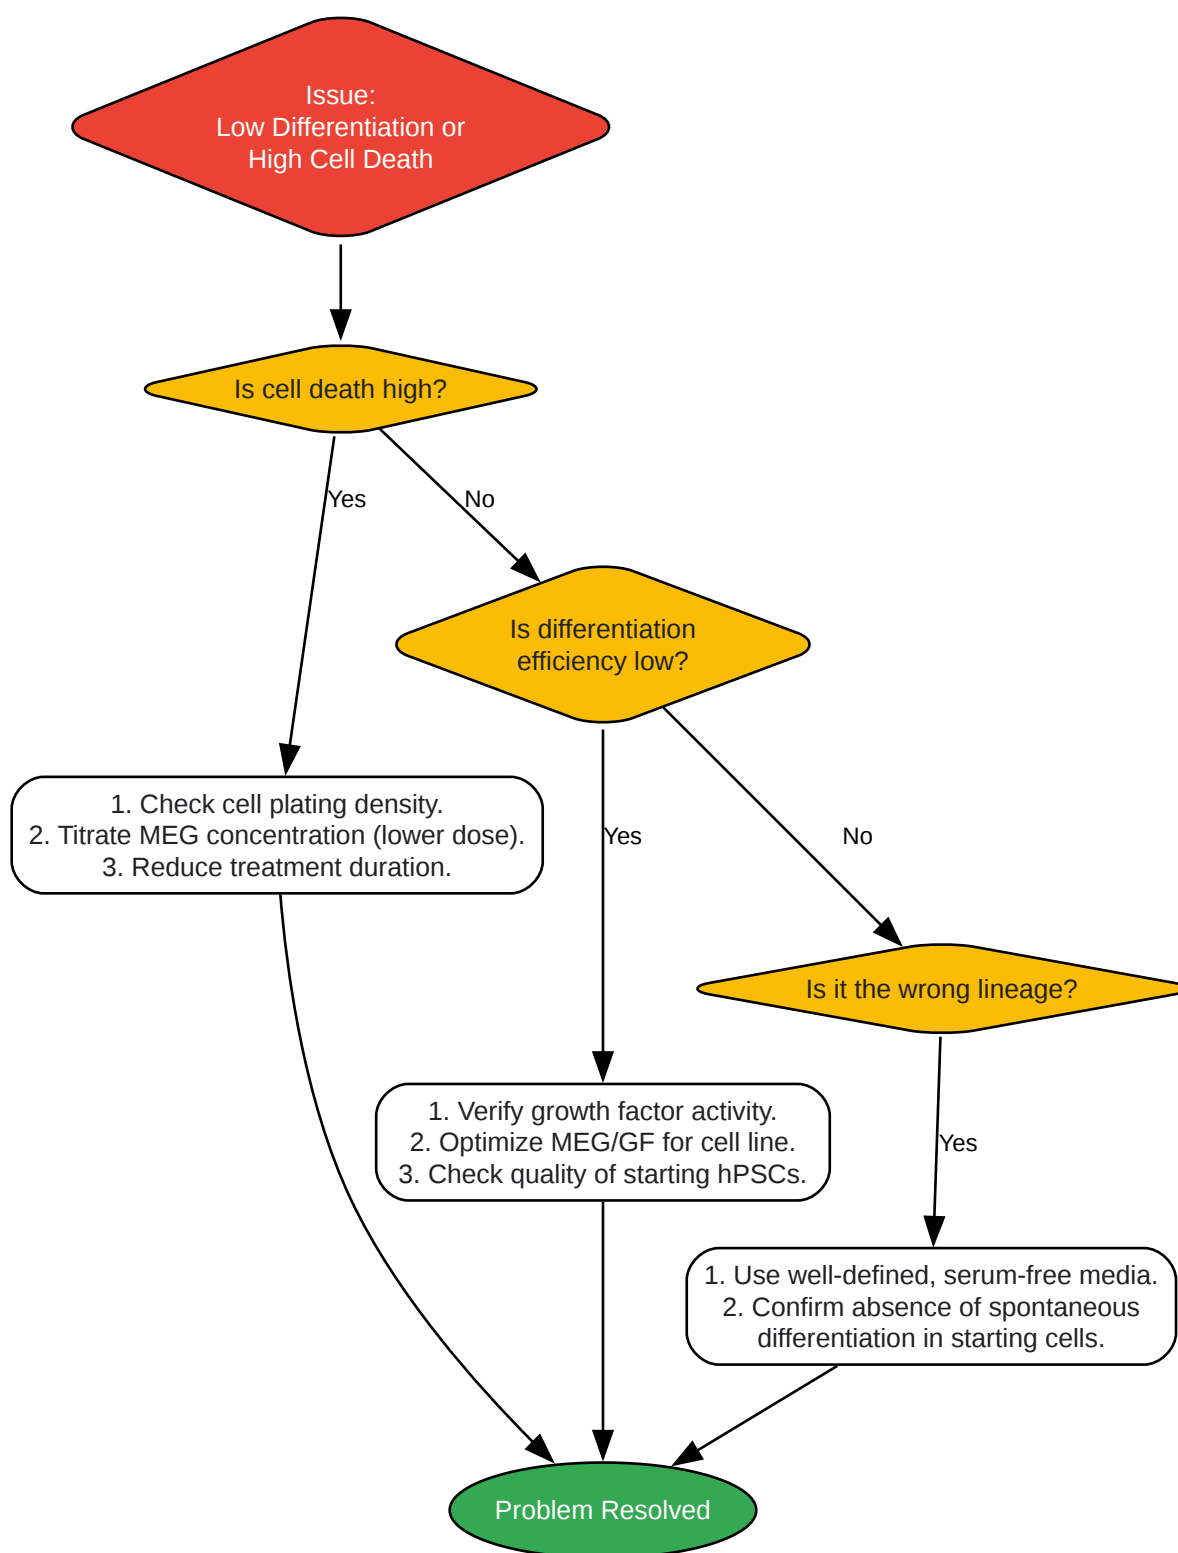 Issue:
Low Differentiation or
High Cell Death
Is cell death high?
Yes
No
Is differentiation
efficiency low?
1. Check cell plating density.
2. Titrate MEG concentration (lower dose).
3. Reduce treatment duration.
Yes
No
Is it the wrong lineage?
1. Verify growth factor activity.
2. Optimize MEG/GF for cell line.
3. Check quality of starting hPSCs.
Yes
1. Use well-defined, serum-free media.
2. Confirm absence of spontaneous
differentiation in starting cells.
Problem Resolved